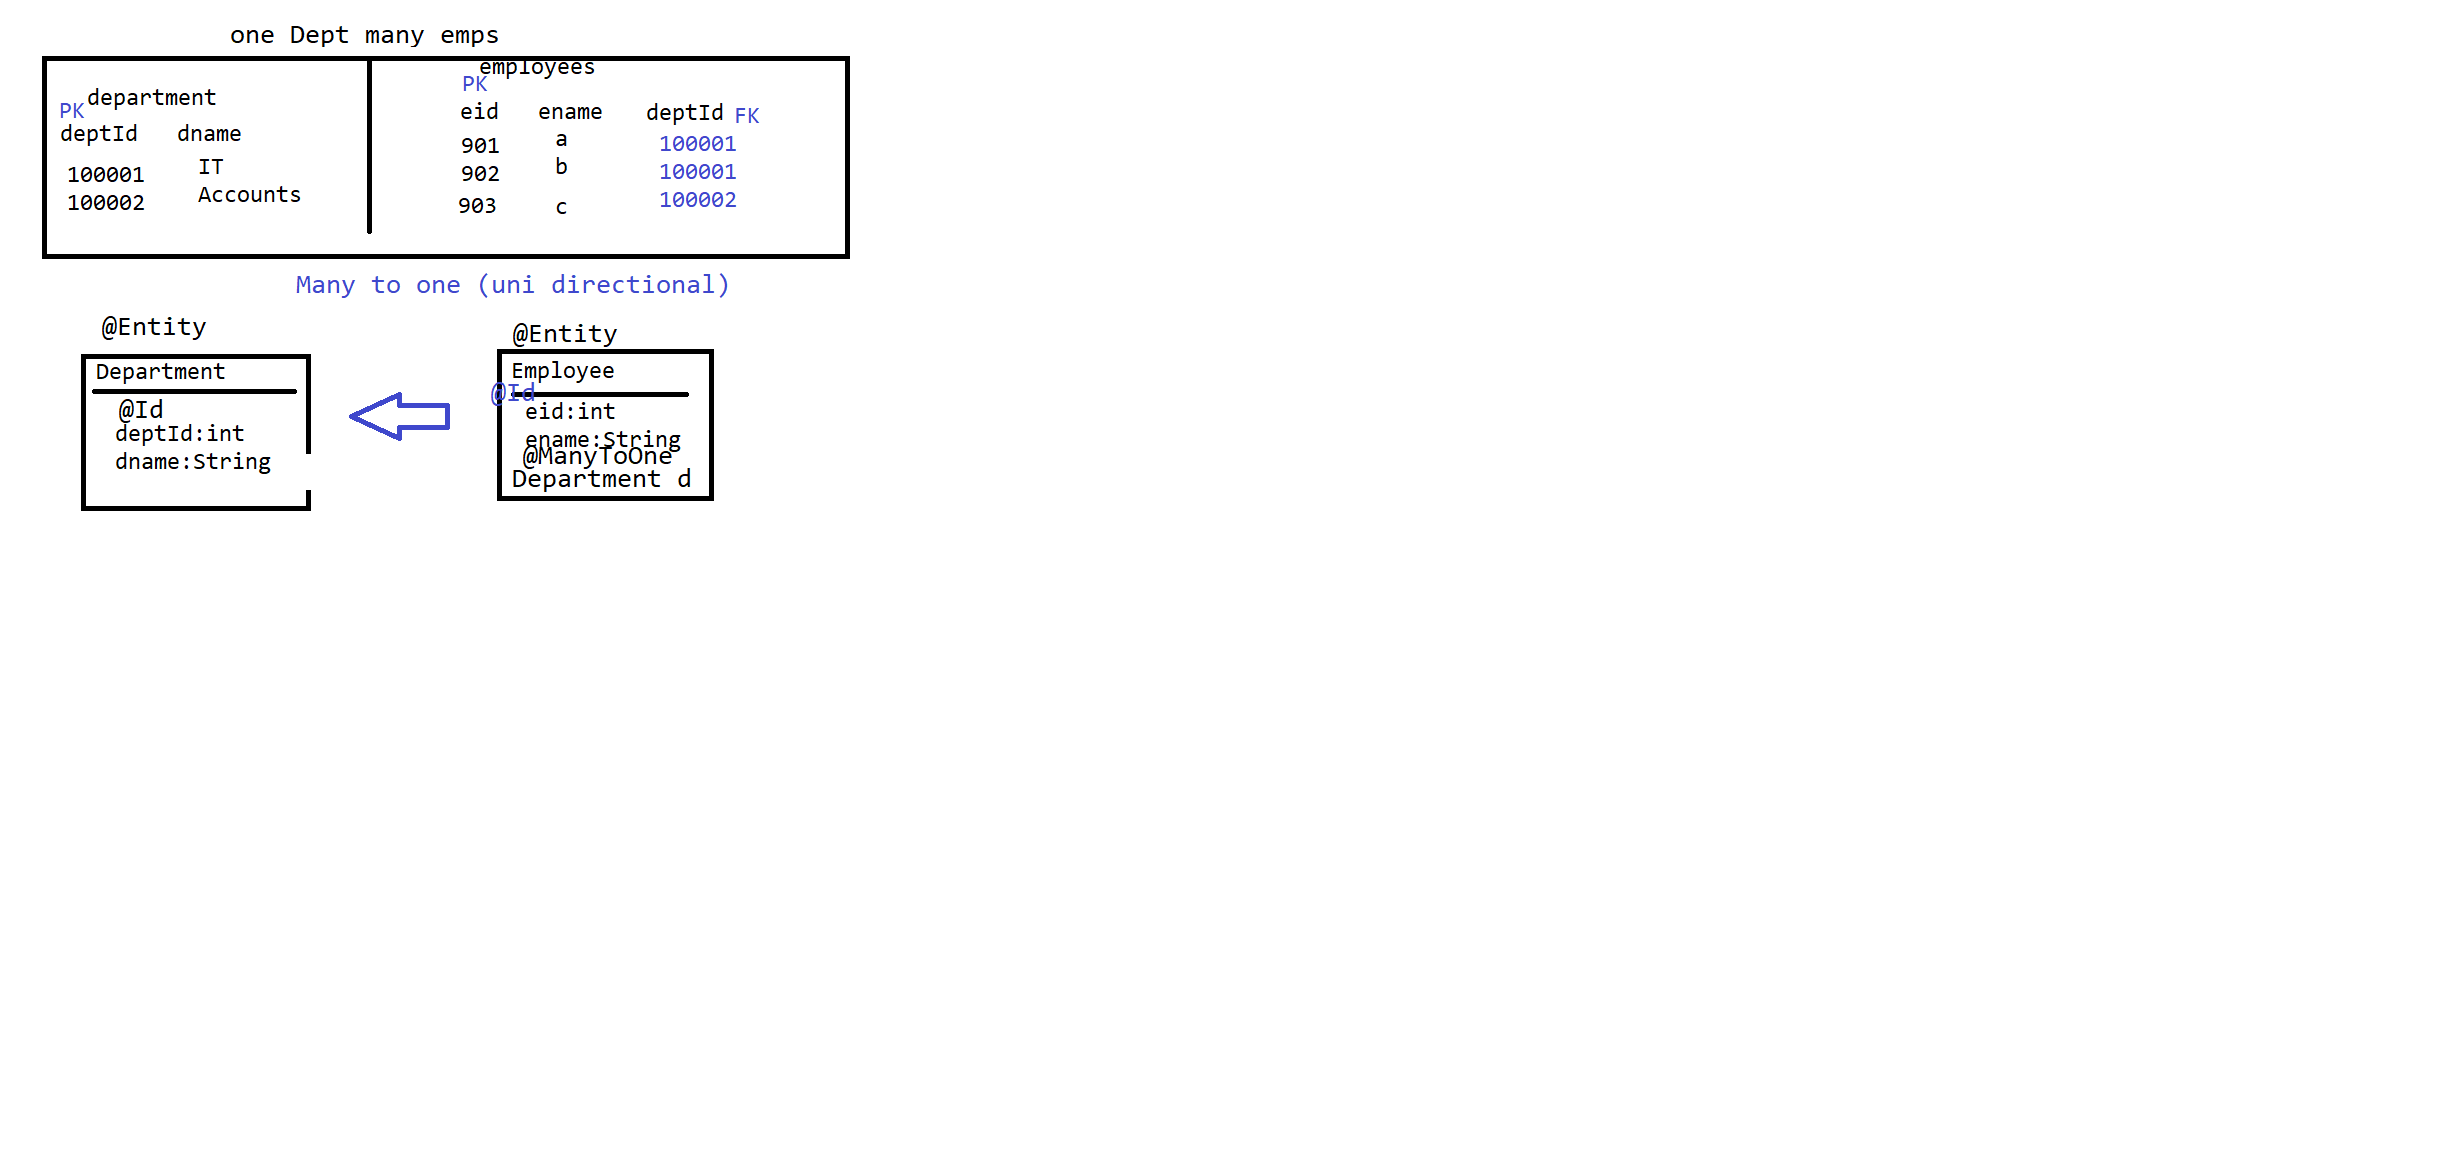 one Dept many emps
employees
PK
department
PK
deptId dname
100001 IT
100002 Accounts
eid ename deptId FK
901 a 100001
902 b 100001
903 c 100002
Many to one (uni directional)
@Entity
Department
@Id
deptId:int
dname:String
@Entity
Employee
@Id
eid:int
ename:String
@ManyToOne
Department d